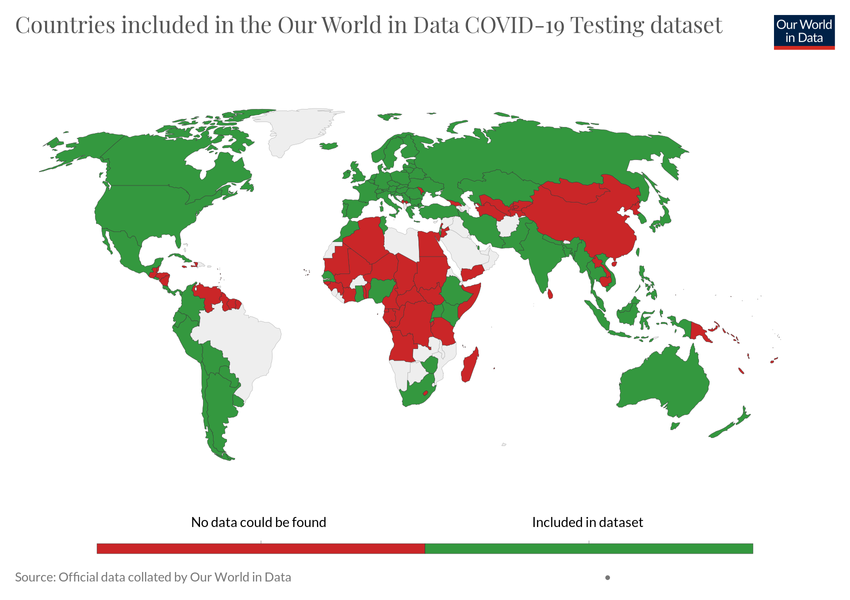 Countries included in the Our World in Data COVID-19 Testing dataset
Our World
in Data
No data could be found
Included in dataset
Source: Official data collated by Our World in Data